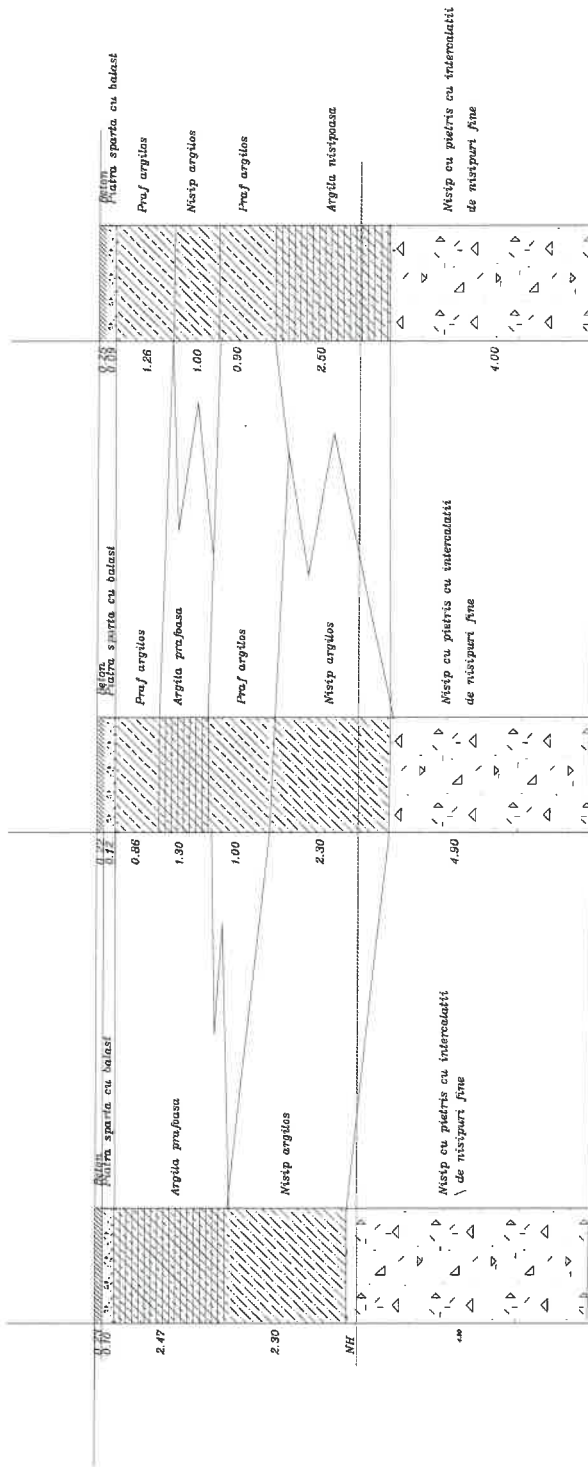 0.10
2.47
2.30
NH
Beton
Piatra sparta cu balast
Argila prafoasa
Nisip argilos
Nisip cu pietris cu intercalatii
\ de nisipuri fine
0.22
0.12
0.86
1.30
1.00
2.30
4.90
Beton
Piatra sparta cu balast
Praf argilos
Argila prafoasa
Praf argilos
Nisip argilos
Nisip cu pietris cu intercalatii
de nisipuri fine
0.25
0.09
1.26
1.00
0.90
2.50
4.00
Beton
Piatra sparta cu balast
Praf argilos
Nisip argilos
Praf argilos
Argila nisipoasa
Nisip cu pietris cu intercalatii
de nisipuri fine